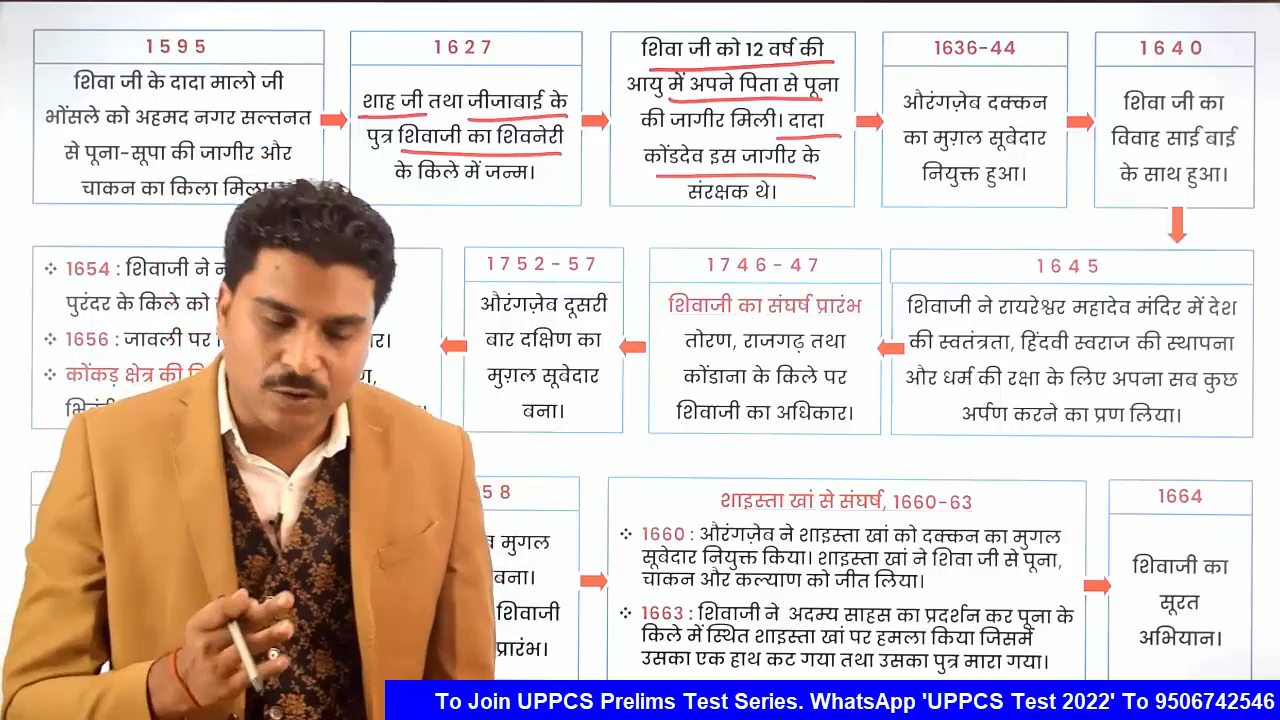 1595
शिवा जी के दादा मालो जी
भोंसले को अहमद नगर सल्तनत
से पूना-सूपा की जागीर और
चाकन का किला मिला
1627
शाह जी तथा जीजाबाई के
पुत्र शिवाजी का शिवनेरी
के किले में जन्म।
शिवा जी को 12 वर्ष की
आयु में अपने पिता से पूना
की जागीर मिली। दादा
कोंडदेव इस जागीर के
संरक्षक थे।
1636-44
औरंगज़ेब दक्कन
का मुग़ल सूबेदार
नियुक्त हुआ।
1640
शिवा जी का
विवाह साईं बाई
के साथ हुआ।
❖ 1654 : शिवाजी ने
पुरंदर के किले को
❖ 1656 : जावली पर
❖ कोंकड़ क्षेत्र की
1752-57
औरंगज़ेब दूसरी
बार दक्षिण का
मुग़ल सूबेदार
बना।
1746-47
शिवाजी का संघर्ष प्रारंभ
तोरण, राजगढ़ तथा
कोंडाना के किले पर
शिवाजी का अधिकार।
1645
शिवाजी ने रायरेश्वर महादेव मंदिर में देश
की स्वतंत्रता, हिंदवी स्वराज की स्थापना
और धर्म की रक्षा के लिए अपना सब कुछ
अर्पण करने का प्रण लिया।
58
मुगल
बना।
शिवाजी
प्रारंभ।
शाइस्ता खां से संघर्ष, 1660-63
❖ 1660 : औरंगज़ेब ने शाइस्ता खां को दक्कन का मुगल
सूबेदार नियुक्त किया। शाइस्ता खां ने शिवा जी से पूना,
चाकन और कल्याण को जीत लिया।
❖ 1663 : शिवाजी ने अदम्य साहस का प्रदर्शन कर पूना के
किले में स्थित शाइस्ता खां पर हमला किया जिसमें
उसका एक हाथ कट गया तथा उसका पुत्र मारा गया।
1664
शिवाजी का
सूरत
अभियान।
To Join UPPCS Prelims Test Series. WhatsApp 'UPPCS Test 2022' To 9506742546